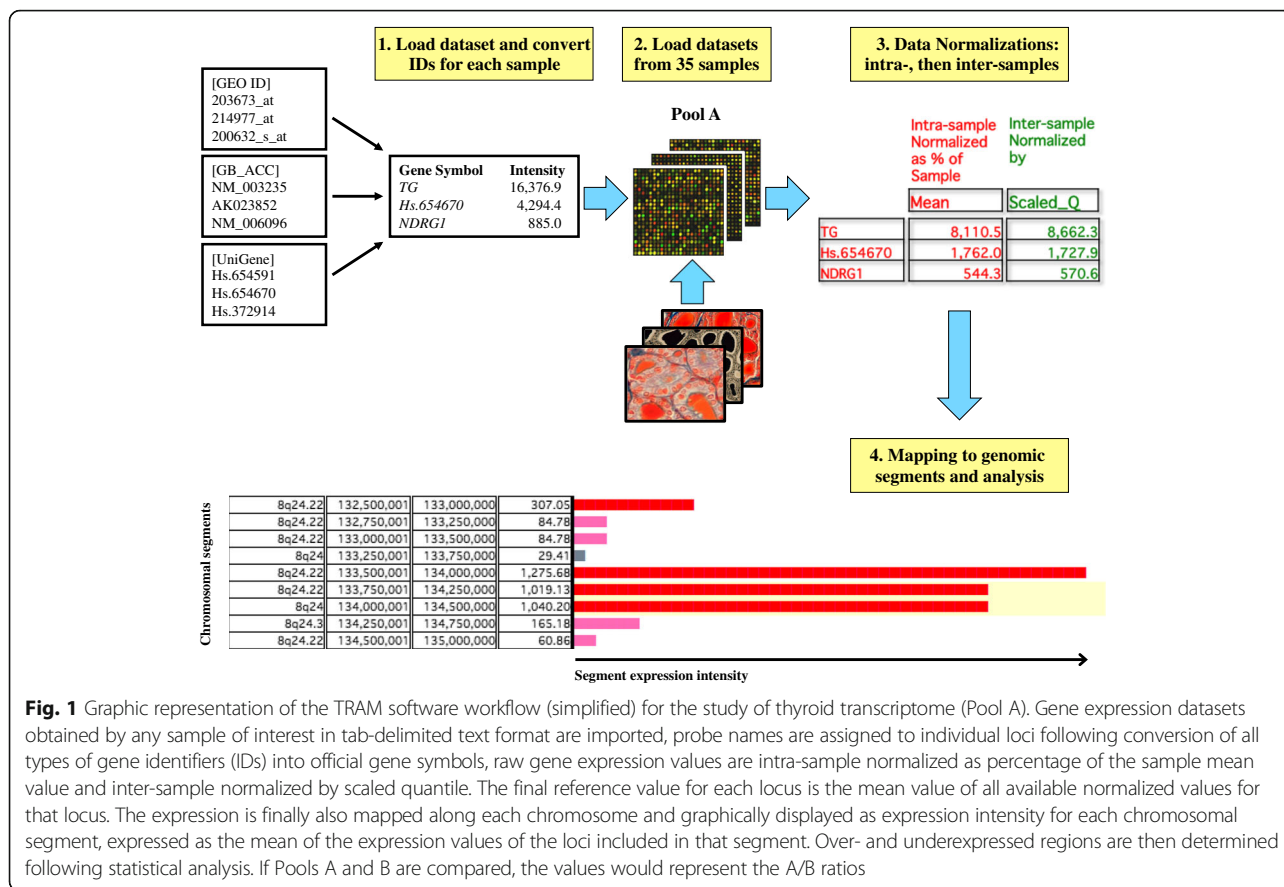 1. Load dataset and convert
IDs for each sample
2. Load datasets
from 35 samples
3. Data Normalizations:
intra-, then inter-samples
[GEO ID]
203673_at
214977_at
200632_s_at
[GB_ACC]
NM_003235
AK023852
NM_006096
[UniGene]
Hs.654591
Hs.654670
Hs.372914
Gene Symbol Intensity
TG 16,376.9
Hs.654670 4,294.4
NDRG1 885.0
Pool A
Intra-sample
Normalized
as % of
Sample
Mean
Inter-sample
Normalized
by
Scaled_Q
TG 8,110.5 8,662.3
Hs.654670 1,762.0 1,727.9
NDRG1 544.3 570.6
4. Mapping to genomic
segments and analysis
Chromosomal segments
8q24.22 132,500,001 133,000,000 307.05
8q24.22 132,750,001 133,250,000 84.78
8q24.22 133,000,001 133,500,000 84.78
8q24 133,250,001 133,750,000 29.41
8q24.22 133,500,001 134,000,000 1,275.68
8q24.22 133,750,001 134,250,000 1,019.13
8q24 134,000,001 134,500,000 1,040.20
8q24.3 134,250,001 134,750,000 165.18
8q24.22 134,500,001 135,000,000 60.86
Segment expression intensity
Fig. 1 Graphic representation of the TRAM software workflow (simplified) for the study of thyroid transcriptome (Pool A). Gene expression datasets
obtained by any sample of interest in tab-delimited text format are imported, probe names are assigned to individual loci following conversion of all
types of gene identifiers (IDs) into official gene symbols, raw gene expression values are intra-sample normalized as percentage of the sample mean
value and inter-sample normalized by scaled quantile. The final reference value for each locus is the mean value of all available normalized values for
that locus. The expression is finally also mapped along each chromosome and graphically displayed as expression intensity for each chromosomal
segment, expressed as the mean of the expression values of the loci included in that segment. Over- and underexpressed regions are then determined
following statistical analysis. If Pools A and B are compared, the values would represent the A/B ratios